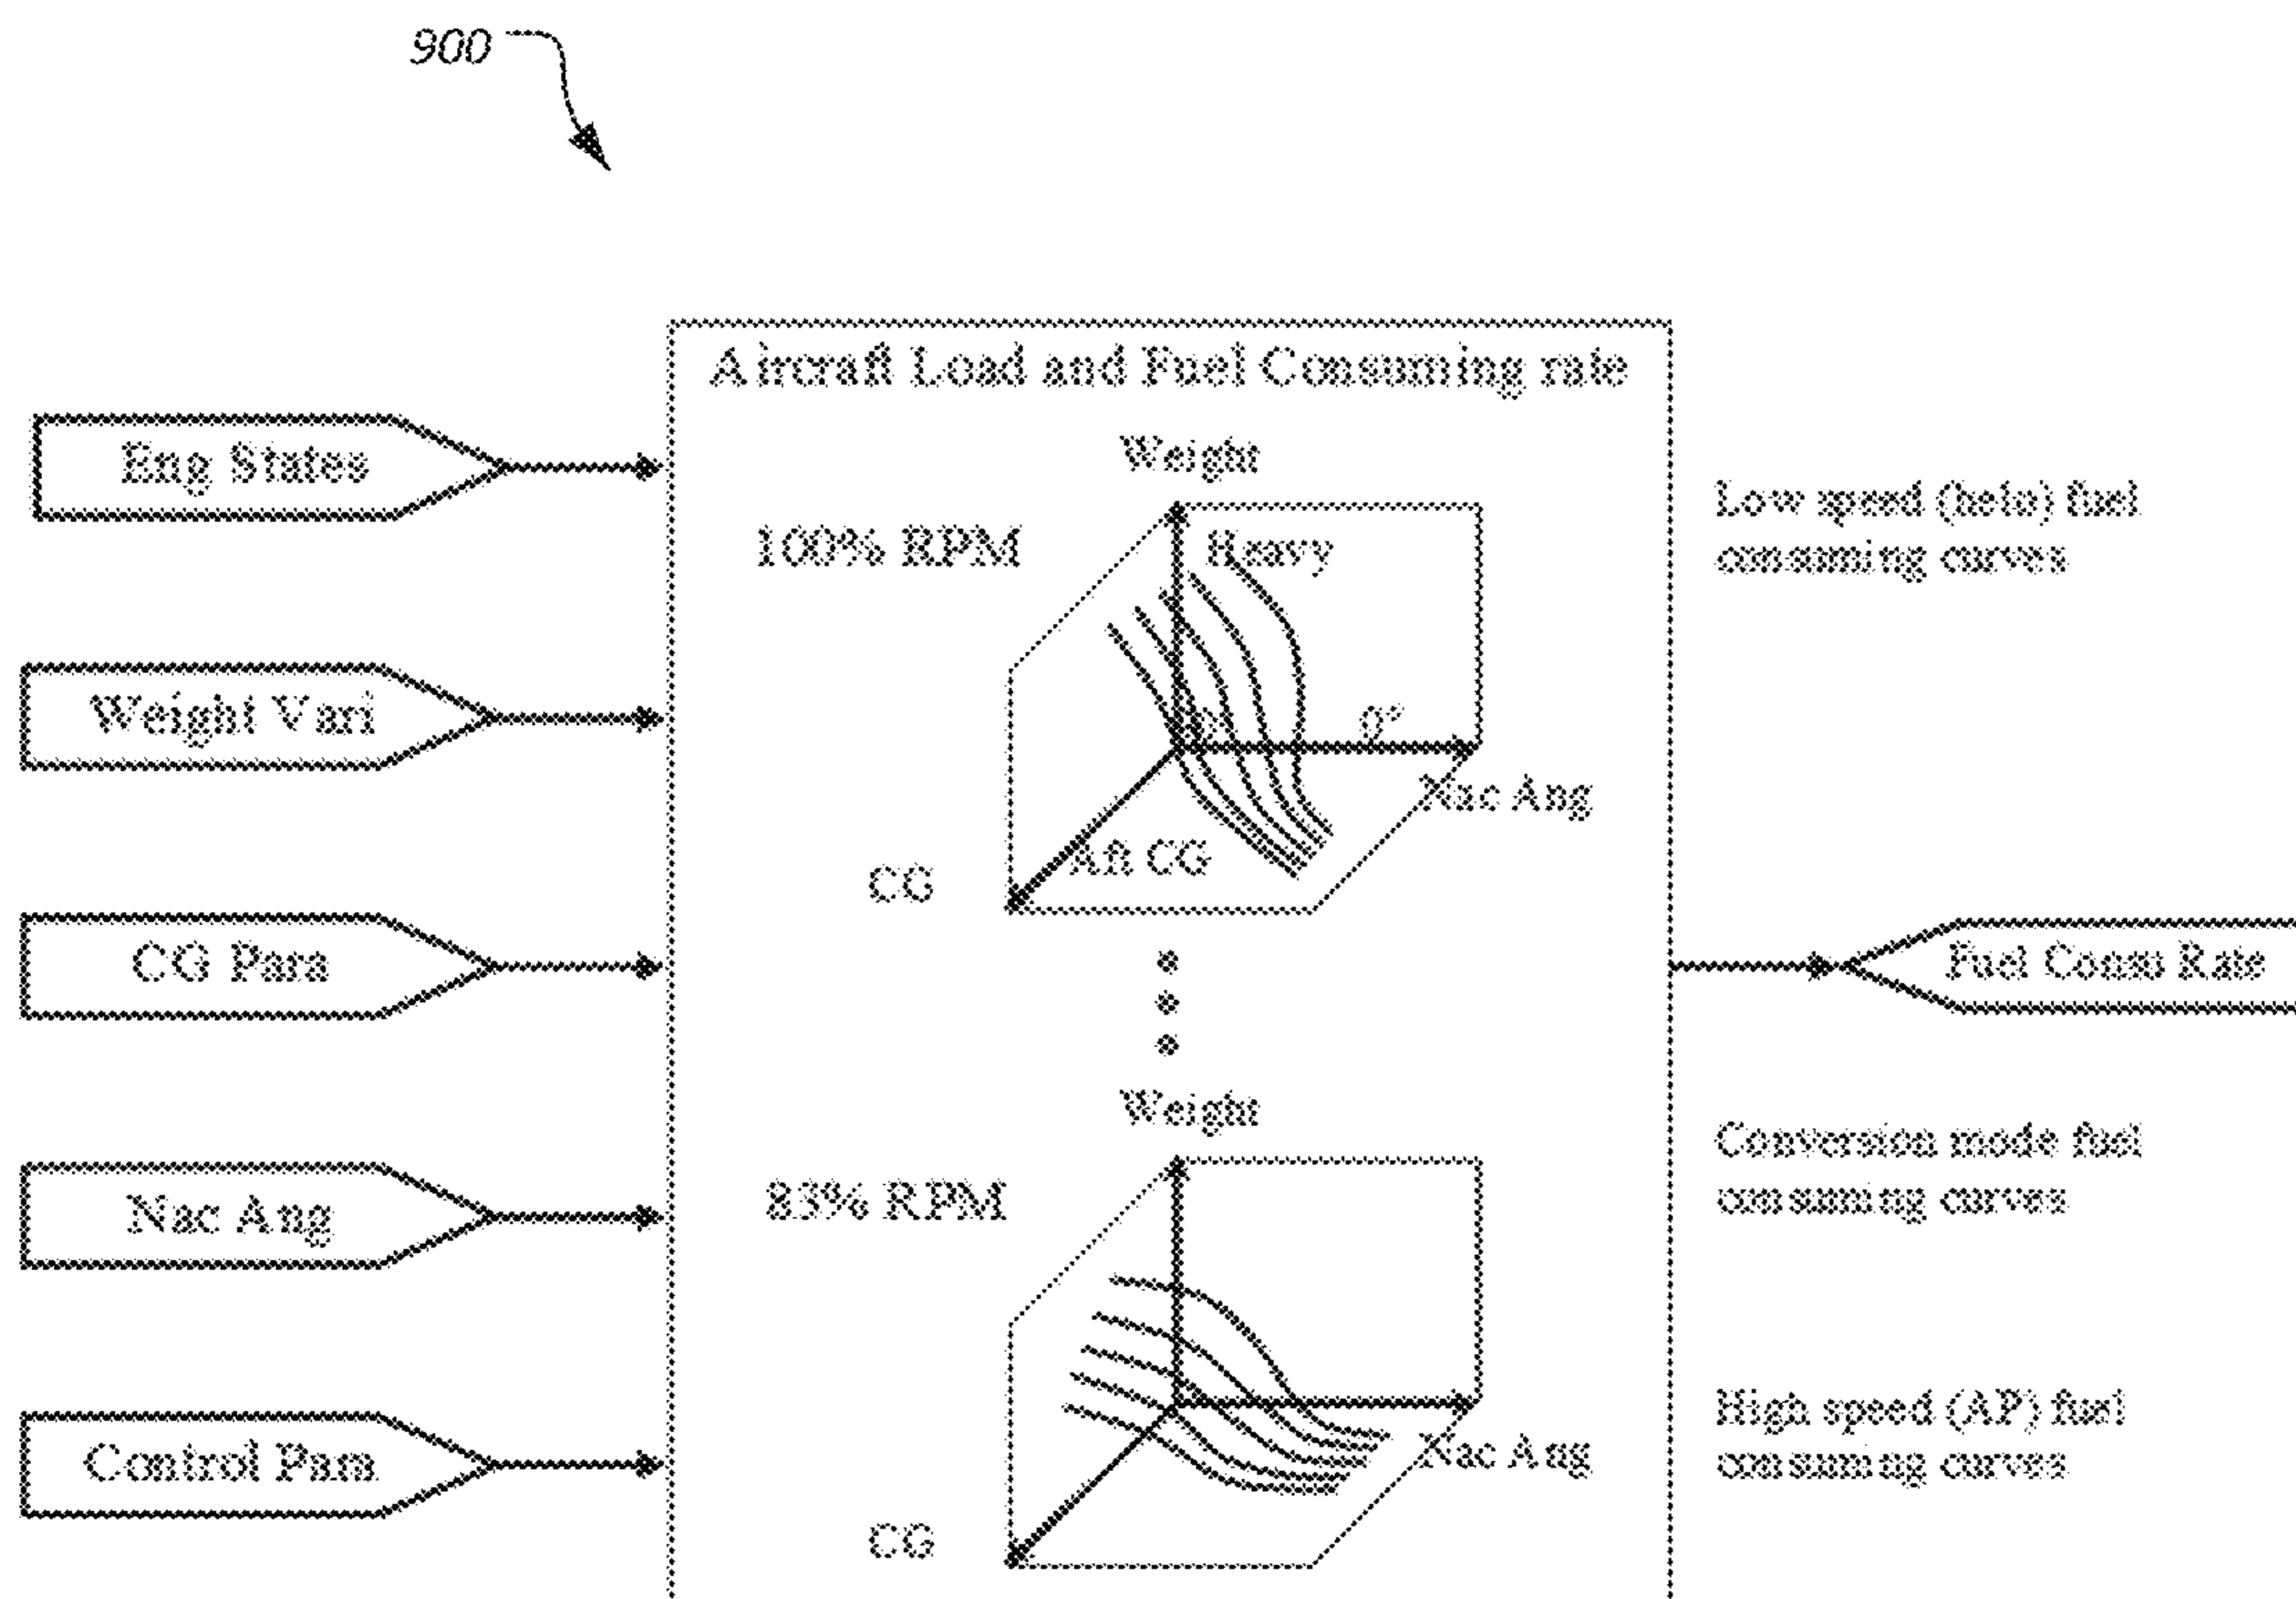 900
Aircraft Load and Fuel Consuming rate
Eng States
Weight Vari
CG Para
Nac Ang
Control Pam
Weight
100% RPM
Heavy
0°
Nac Ang
Aft CG
CG
Weight
83% RPM
Nac Ang
CG
Low speed (helo) fuel
consuming curves
Fuel Consu Rate
Conversion mode fuel
consuming curves
High speed (AP) fuel
consuming curves